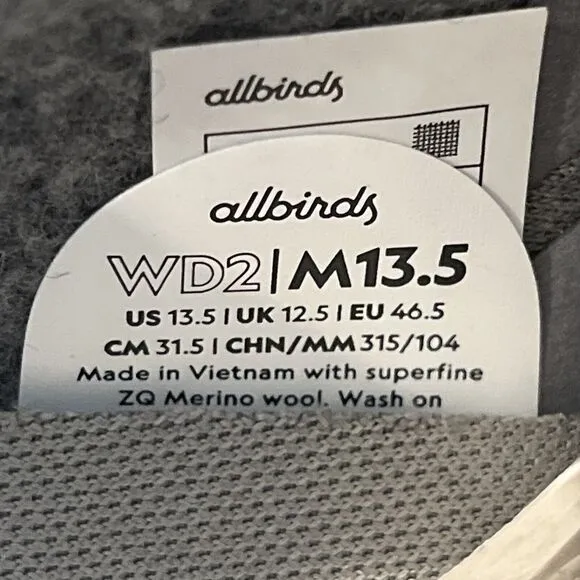 allbirds
allbirds
WD2 | M13.5
US 13.5 | UK 12.5 | EU 46.5
CM 31.5 | CHN/MM 315/104
Made in Vietnam with superfine
ZQ Merino wool. Wash on